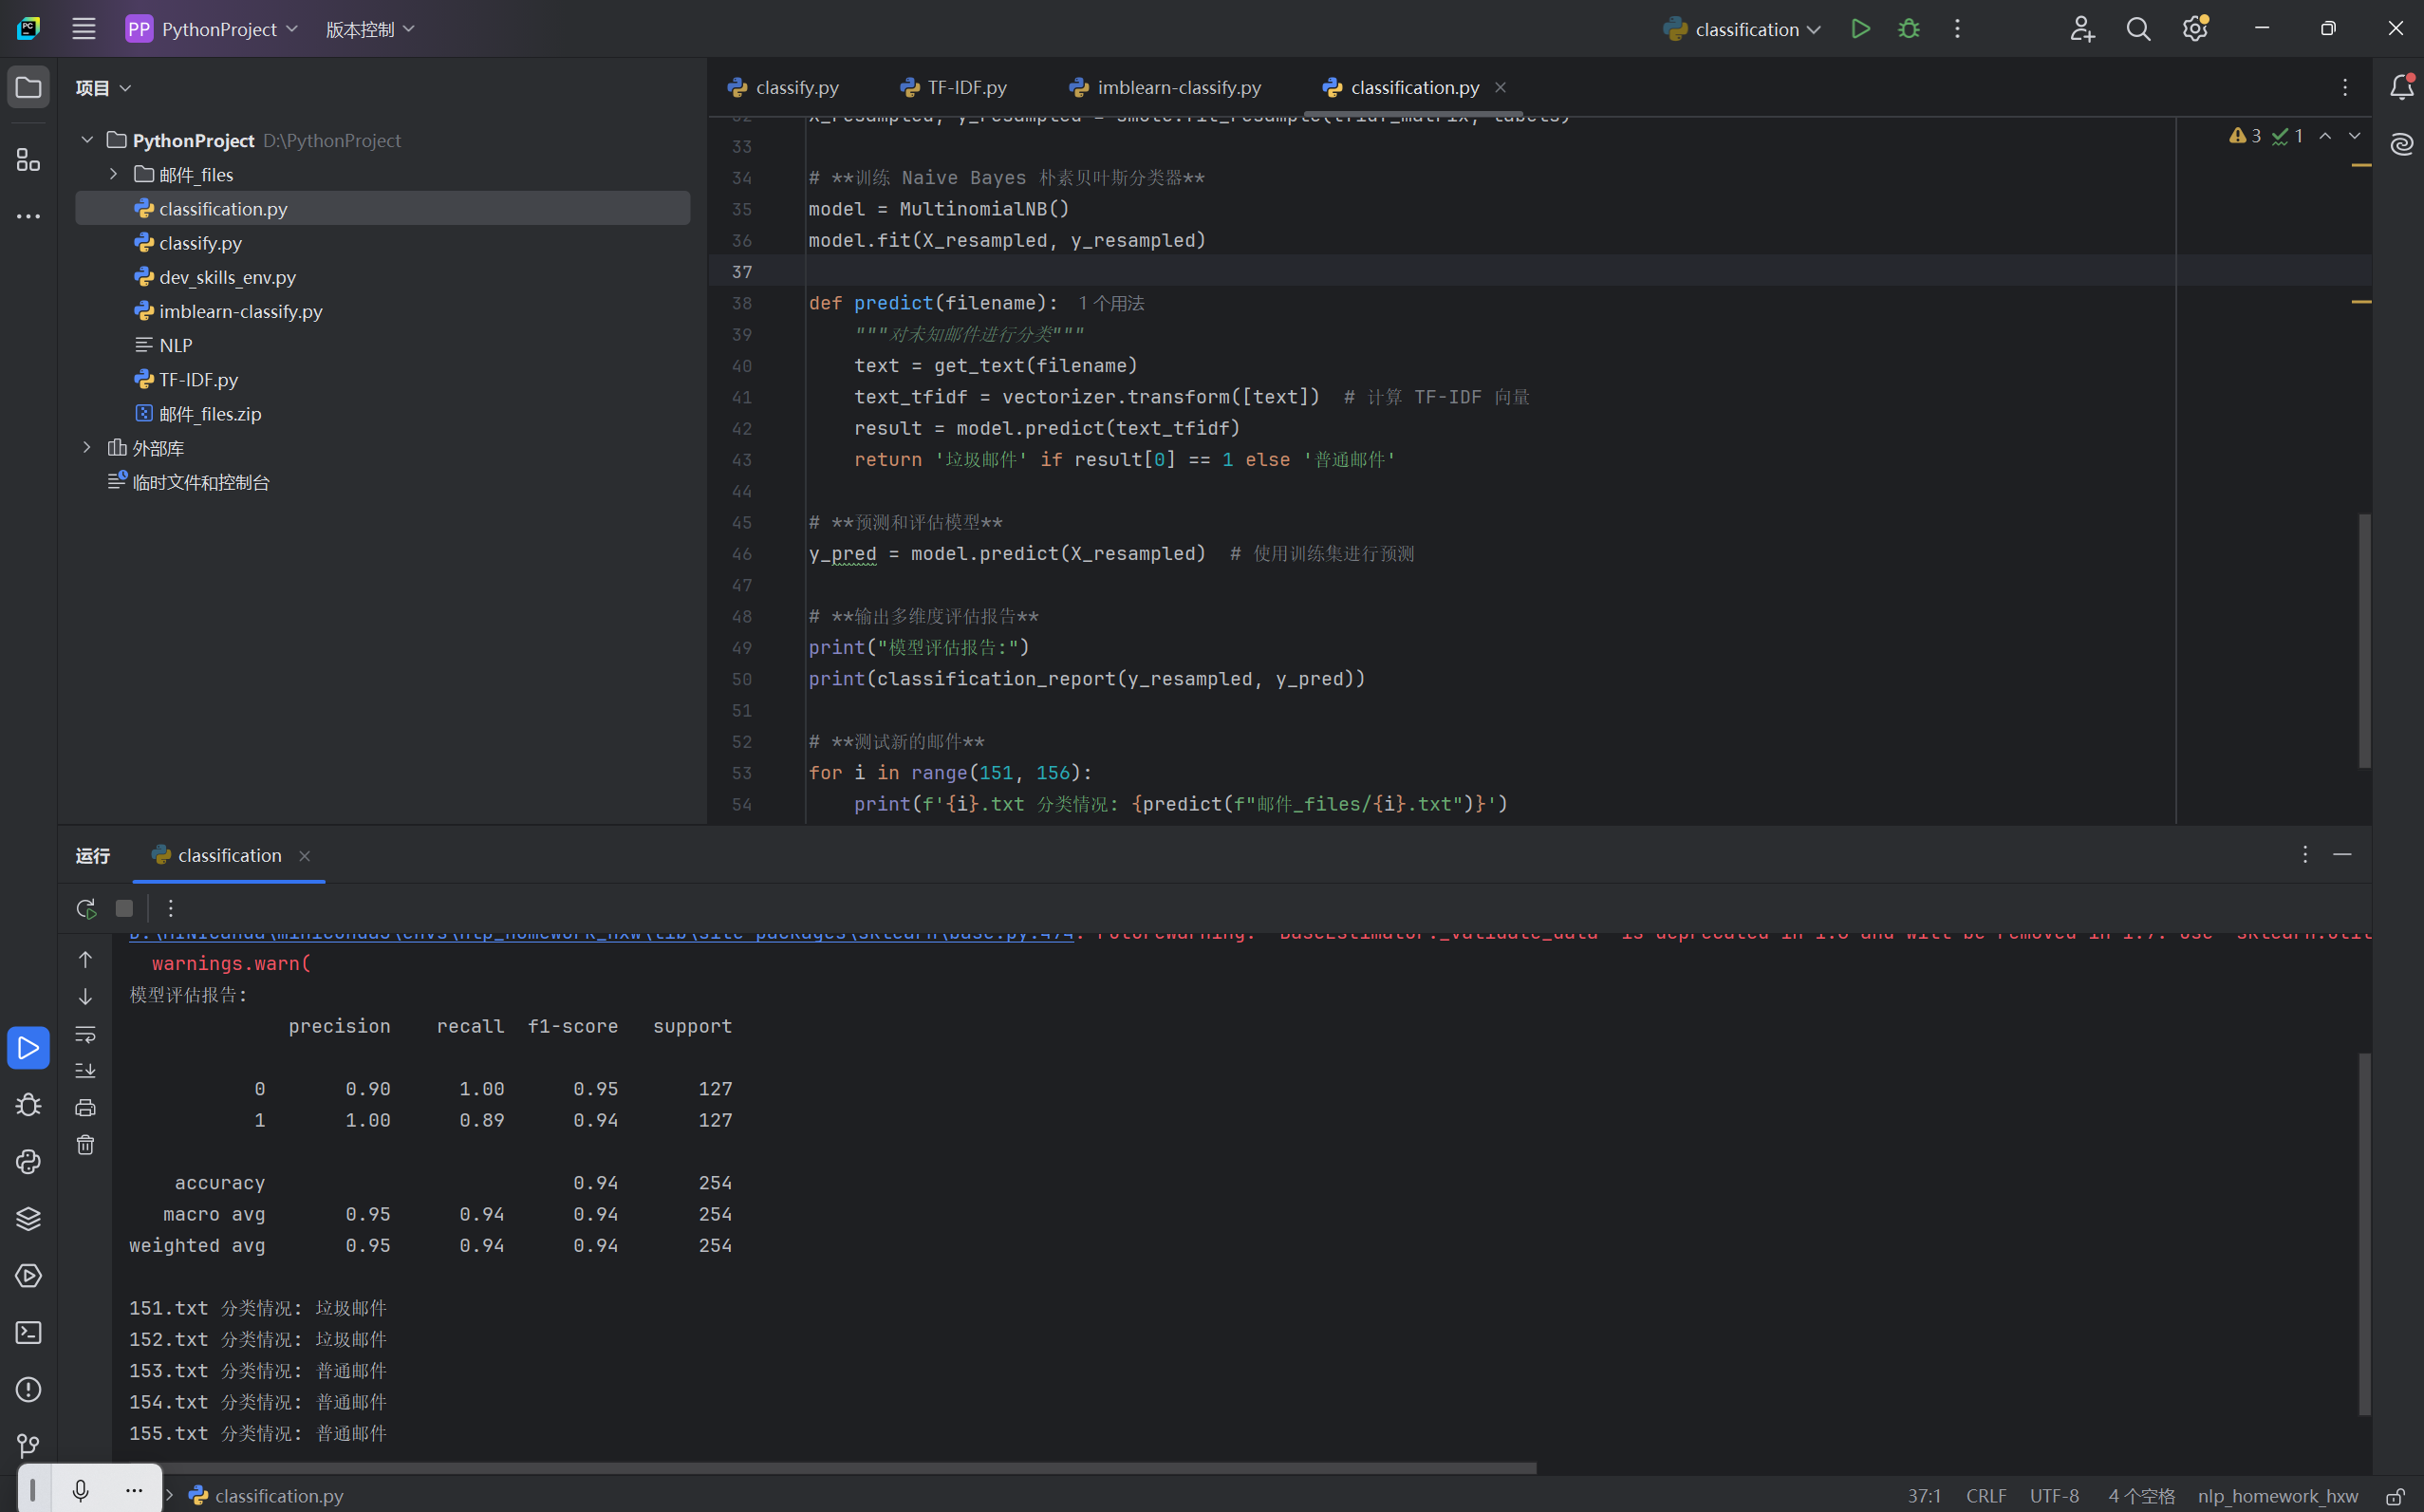 PP PythonProject 版本控制 classification
项目
classify.py TF-IDF.py imblearn-classify.py classification.py
PythonProject D:\PythonProject
邮件_files
classification.py
classify.py
dev_skills_env.py
imblearn-classify.py
NLP
TF-IDF.py
邮件_files.zip
外部库
临时文件和控制台
32 X_resampled, y_resampled = smote.fit_resample(tfidf_matrix, labels)
3 1
33
34 # **训练 Naive Bayes 朴素贝叶斯分类器**
35 model = MultinomialNB()
36 model.fit(X_resampled, y_resampled)
37
38 def predict(filename): 1 个用法
39 """对未知邮件进行分类"""
40 text = get_text(filename)
41 text_tfidf = vectorizer.transform([text]) # 计算 TF-IDF 向量
42 result = model.predict(text_tfidf)
43 return '垃圾邮件' if result[0] == 1 else '普通邮件'
44
45 # **预测和评估模型**
46 y_pred = model.predict(X_resampled) # 使用训练集进行预测
47
48 # **输出多维度评估报告**
49 print("模型评估报告:")
50 print(classification_report(y_resampled, y_pred))
51
52 # **测试新的邮件**
53 for i in range(151, 156):
54 print(f'{i}.txt 分类情况: {predict(f"邮件_files/{i}.txt")}')
运行 classification
warnings.warn(
模型评估报告:
precision recall f1-score support
0 0.90 1.00 0.95 127
1 1.00 0.89 0.94 127
accuracy 0.94 254
macro avg 0.95 0.94 0.94 254
weighted avg 0.95 0.94 0.94 254
151.txt 分类情况: 垃圾邮件
152.txt 分类情况: 垃圾邮件
153.txt 分类情况: 普通邮件
154.txt 分类情况: 普通邮件
155.txt 分类情况: 普通邮件
classification.py 37:1 CRLF UTF-8 4 个空格 nlp_homework_hxw